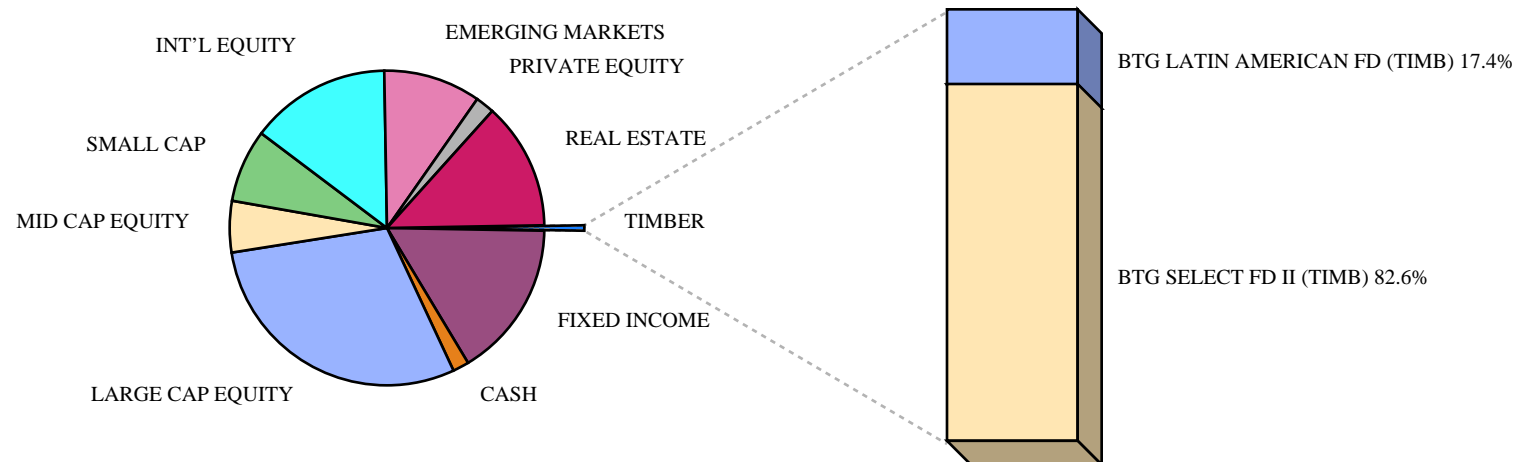 EMERGING MARKETS
INT'L EQUITY
PRIVATE EQUITY
SMALL CAP
REAL ESTATE
MID CAP EQUITY
TIMBER
FIXED INCOME
LARGE CAP EQUITY
CASH
BTG LATIN AMERICAN FD (TIMB) 17.4%
BTG SELECT FD II (TIMB) 82.6%